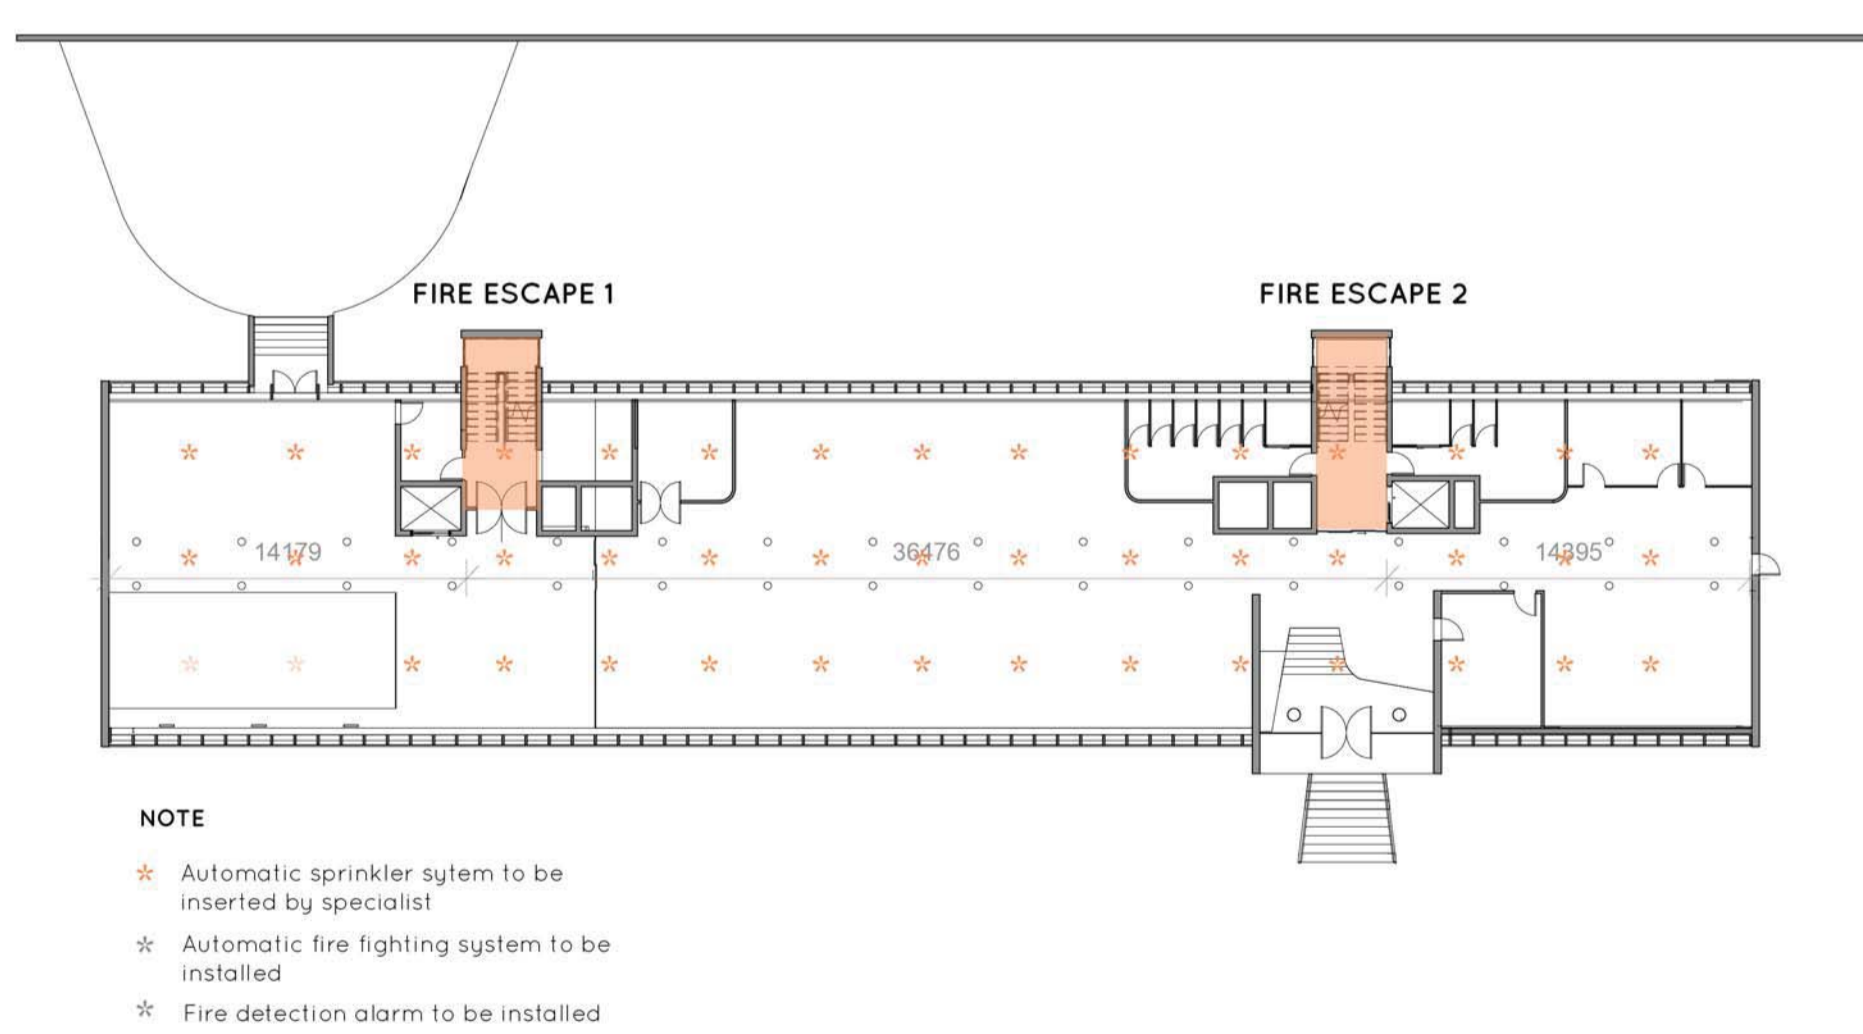 FIRE ESCAPE 1
FIRE ESCAPE 2
14179
36476
14395
NOTE
* Automatic sprinkler sytem to be
inserted by specialist
* Automatic fire fighting system to be
installed
* Fire detection alarm to be installed